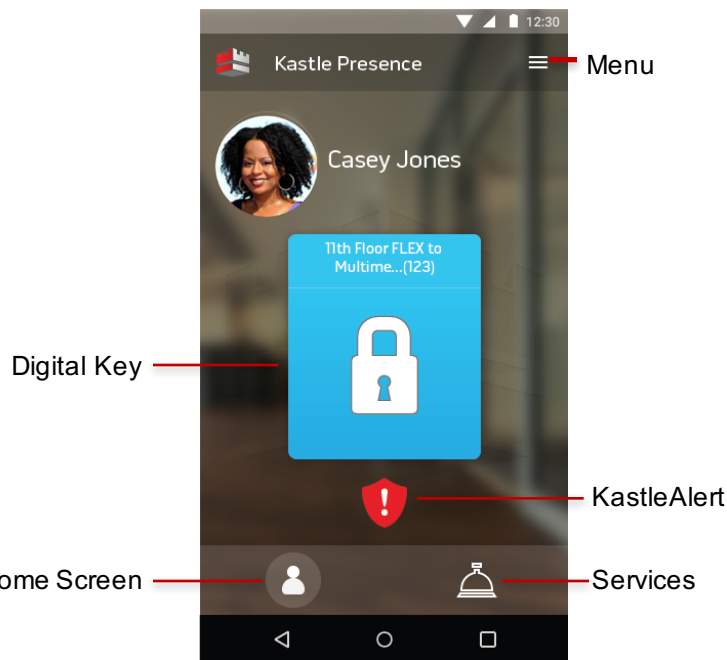 12:30
Kastle Presence
Menu
Casey Jones
11th Floor FLEX to
Multime...(123)
Digital Key
KastleAlert
ome Screen
Services